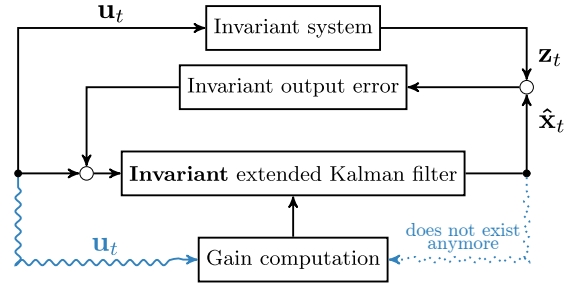 u_t
Invariant system
z_t
Invariant output error
x̂_t
Invariant extended Kalman filter
u_t
does not exist
anymore
Gain computation